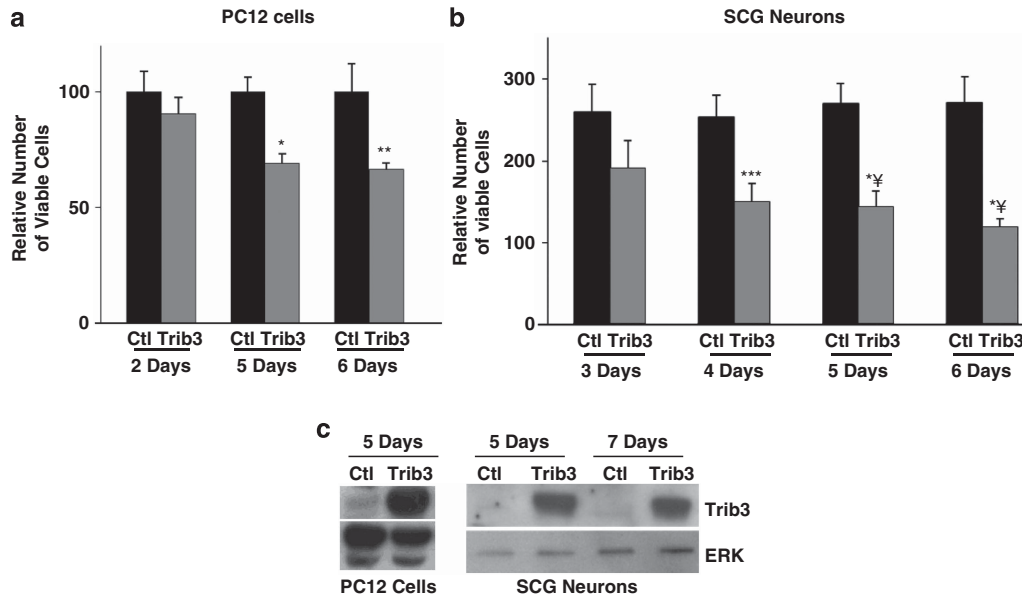 a
PC12 cells
Relative Number
of Viable Cells
100
50
0
*
**
Ctl Trib3 Ctl Trib3 Ctl Trib3
2 Days 5 Days 6 Days
b
SCG Neurons
Relative Number
of viable Cells
300
200
100
0
***
*¥
*¥
Ctl Trib3 Ctl Trib3 Ctl Trib3 Ctl Trib3
3 Days 4 Days 5 Days 6 Days
c
5 Days 5 Days 7 Days
Ctl Trib3 Ctl Trib3 Ctl Trib3
Trib3
ERK
PC12 Cells SCG Neurons